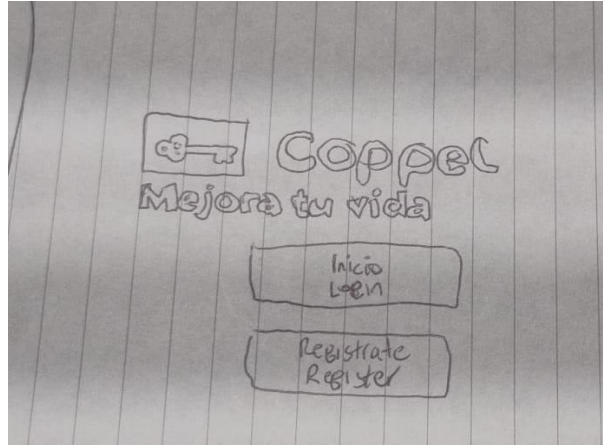 Coppel
Mejora tu vida
Inicio
Login
Registrate
Register